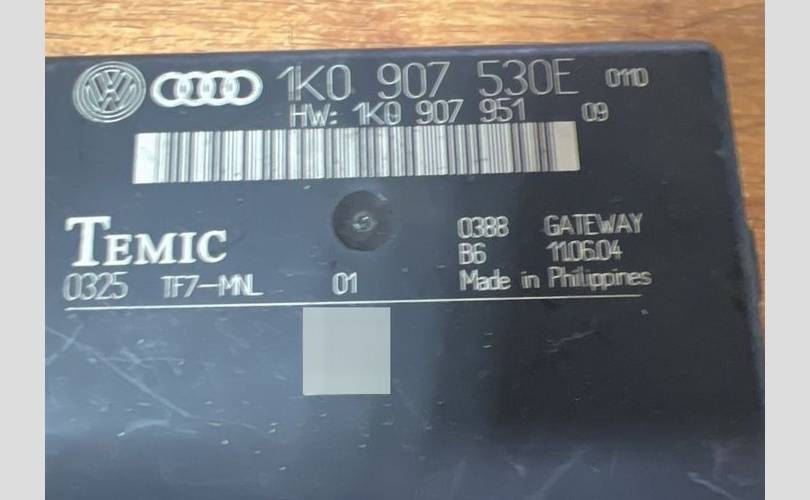 1K0 907 530E 0110
HW: 1K0 907 951 09
TEMIC
0388 GATEWAY
B6 11.06.04
0325 TF7-MNL 01 Made in Philippines